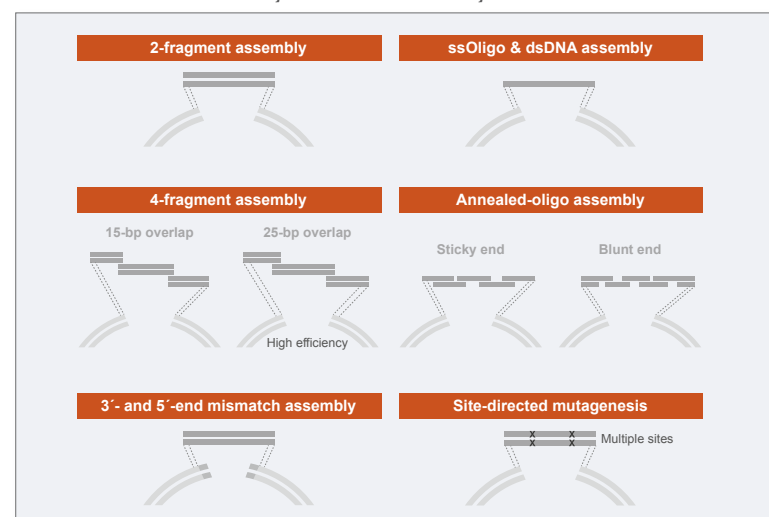 2-fragment assembly
ssOligo & dsDNA assembly
4-fragment assembly
Annealed-oligo assembly
15-bp overlap
25-bp overlap
Sticky end
Blunt end
High efficiency
3´- and 5´-end mismatch assembly
Site-directed mutagenesis
x x
Multiple sites
x x